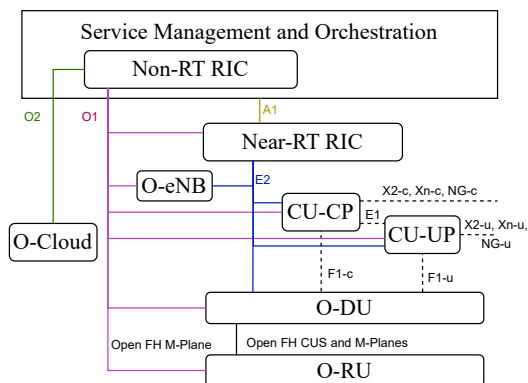 Service Management and Orchestration
Non-RT RIC
O2
O1
A1
Near-RT RIC
O-eNB
E2
X2-c, Xn-c, NG-c
CU-CP
E1
X2-u, Xn-u,
NG-u
CU-UP
O-Cloud
F1-c
F1-u
O-DU
Open FH M-Plane
Open FH CUS and M-Planes
O-RU